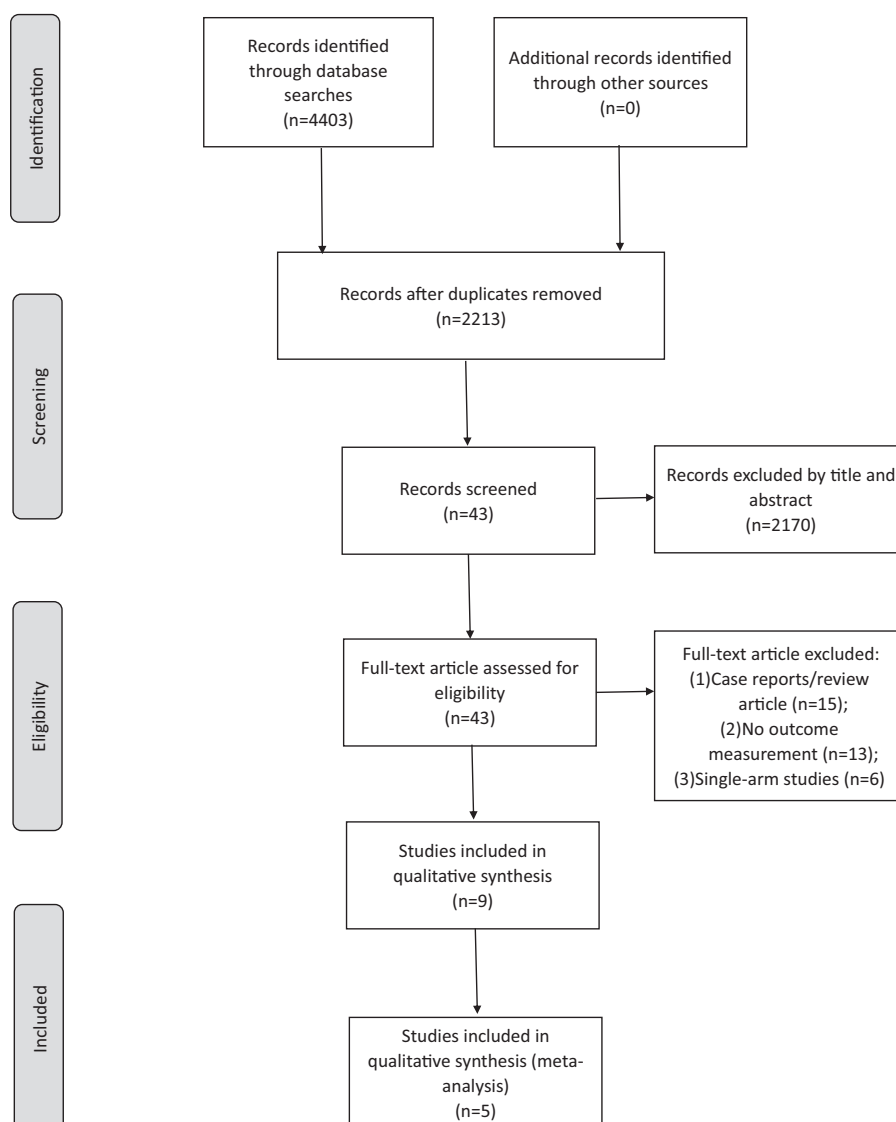 Identification
Records identified
through database
searches
(n=4403)
Additional records identified
through other sources
(n=0)
Records after duplicates removed
(n=2213)
Screening
Records screened
(n=43)
Records excluded by title and
abstract
(n=2170)
Eligibility
Full-text article assessed for
eligibility
(n=43)
Full-text article excluded:
(1)Case reports/review
article (n=15);
(2)No outcome
measurement (n=13);
(3)Single-arm studies (n=6)
Studies included in
qualitative synthesis
(n=9)
Included
Studies included in
qualitative synthesis (meta-
analysis)
(n=5)